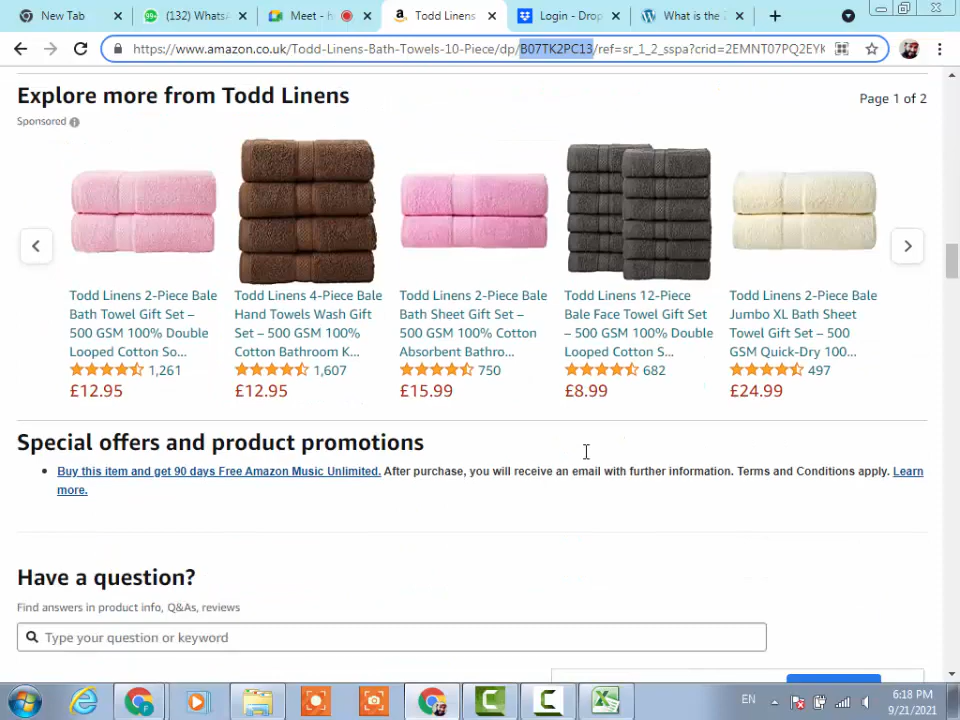 New Tab
(132) Whats
Meet - h
Todd Linens
Login - Drop
What is the
https://www.amazon.co.uk/Todd-Linens-Bath-Towels-10-Piece/dp/B07TK2PC13/ref=sr_1_2_sspa?crid=2EMNT07PQ2EYK
Explore more from Todd Linens
Page 1 of 2
Sponsored
Todd Linens 2-Piece Bale
Bath Towel Gift Set –
500 GSM 100% Double
Looped Cotton So...
1,261
£12.95
Todd Linens 4-Piece Bale
Hand Towels Wash Gift
Set – 500 GSM 100%
Cotton Bathroom K...
1,607
£12.95
Todd Linens 2-Piece Bale
Bath Sheet Gift Set –
500 GSM 100% Cotton
Absorbent Bathro...
750
£15.99
Todd Linens 12-Piece
Bale Face Towel Gift Set
– 500 GSM 100% Double
Looped Cotton S...
682
£8.99
Todd Linens 2-Piece Bale
Jumbo XL Bath Sheet
Towel Gift Set – 500
GSM Quick-Dry 100...
497
£24.99
Special offers and product promotions
Buy this item and get 90 days Free Amazon Music Unlimited. After purchase, you will receive an email with further information. Terms and Conditions apply. Learn
more.
Have a question?
Find answers in product info, Q&As, reviews
Type your question or keyword
EN
6:18 PM
9/21/2021